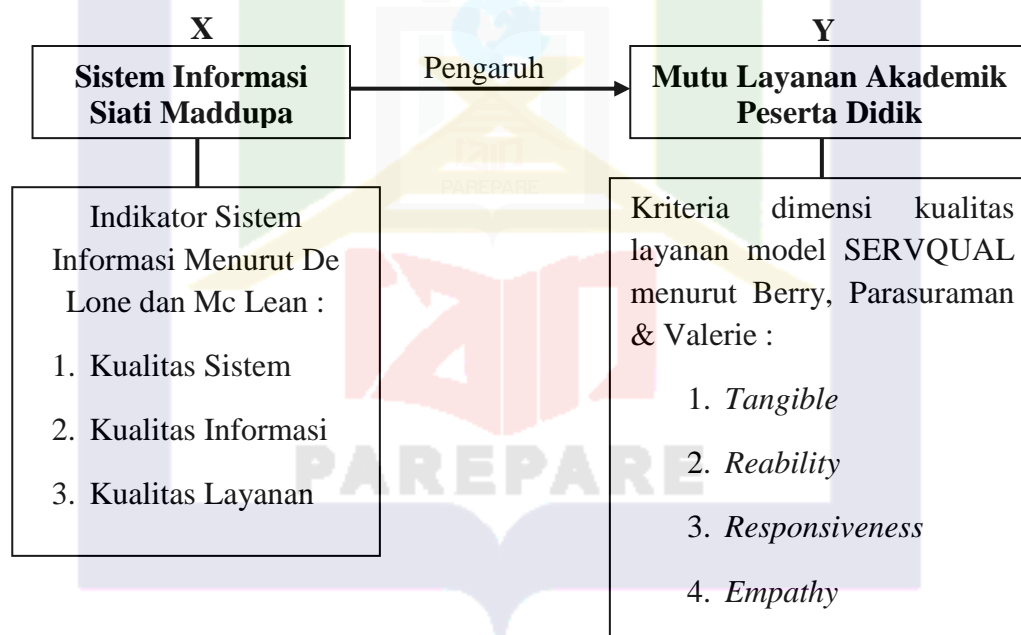 X
Sistem Informasi
Siati Maddupa
Pengaruh
Y
Mutu Layanan Akademik
Peserta Didik
Indikator Sistem
Informasi Menurut De
Lone dan Mc Lean :
1. Kualitas Sistem
2. Kualitas Informasi
3. Kualitas Layanan
Kriteria dimensi kualitas
layanan model SERVQUAL
menurut Berry, Parasuraman
& Valerie :
1. Tangible
2. Reability
3. Responsiveness
4. Empathy
PAREPARE
PAREPARE